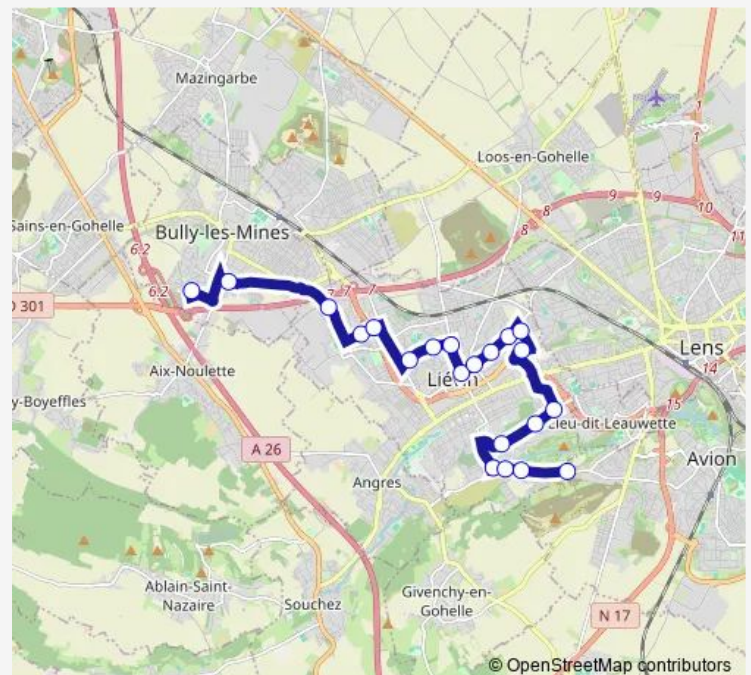 Mazingarbe
Loos-en-Gohelle
1
1
9
9
8
8
10
11
Sains-en-Gohelle
Bully-les-Mines
6.2
6.2
7
7
D 301
Lens
14
Aix-Noulette
15
y-Boyeffles
Lieu-dit Leauwette
A 26
Avion
Angres
Ablain-Saint-
Nazaire
Souchez
Givenchy-en-
Gohelle
N 17
© OpenStreetMap contributors